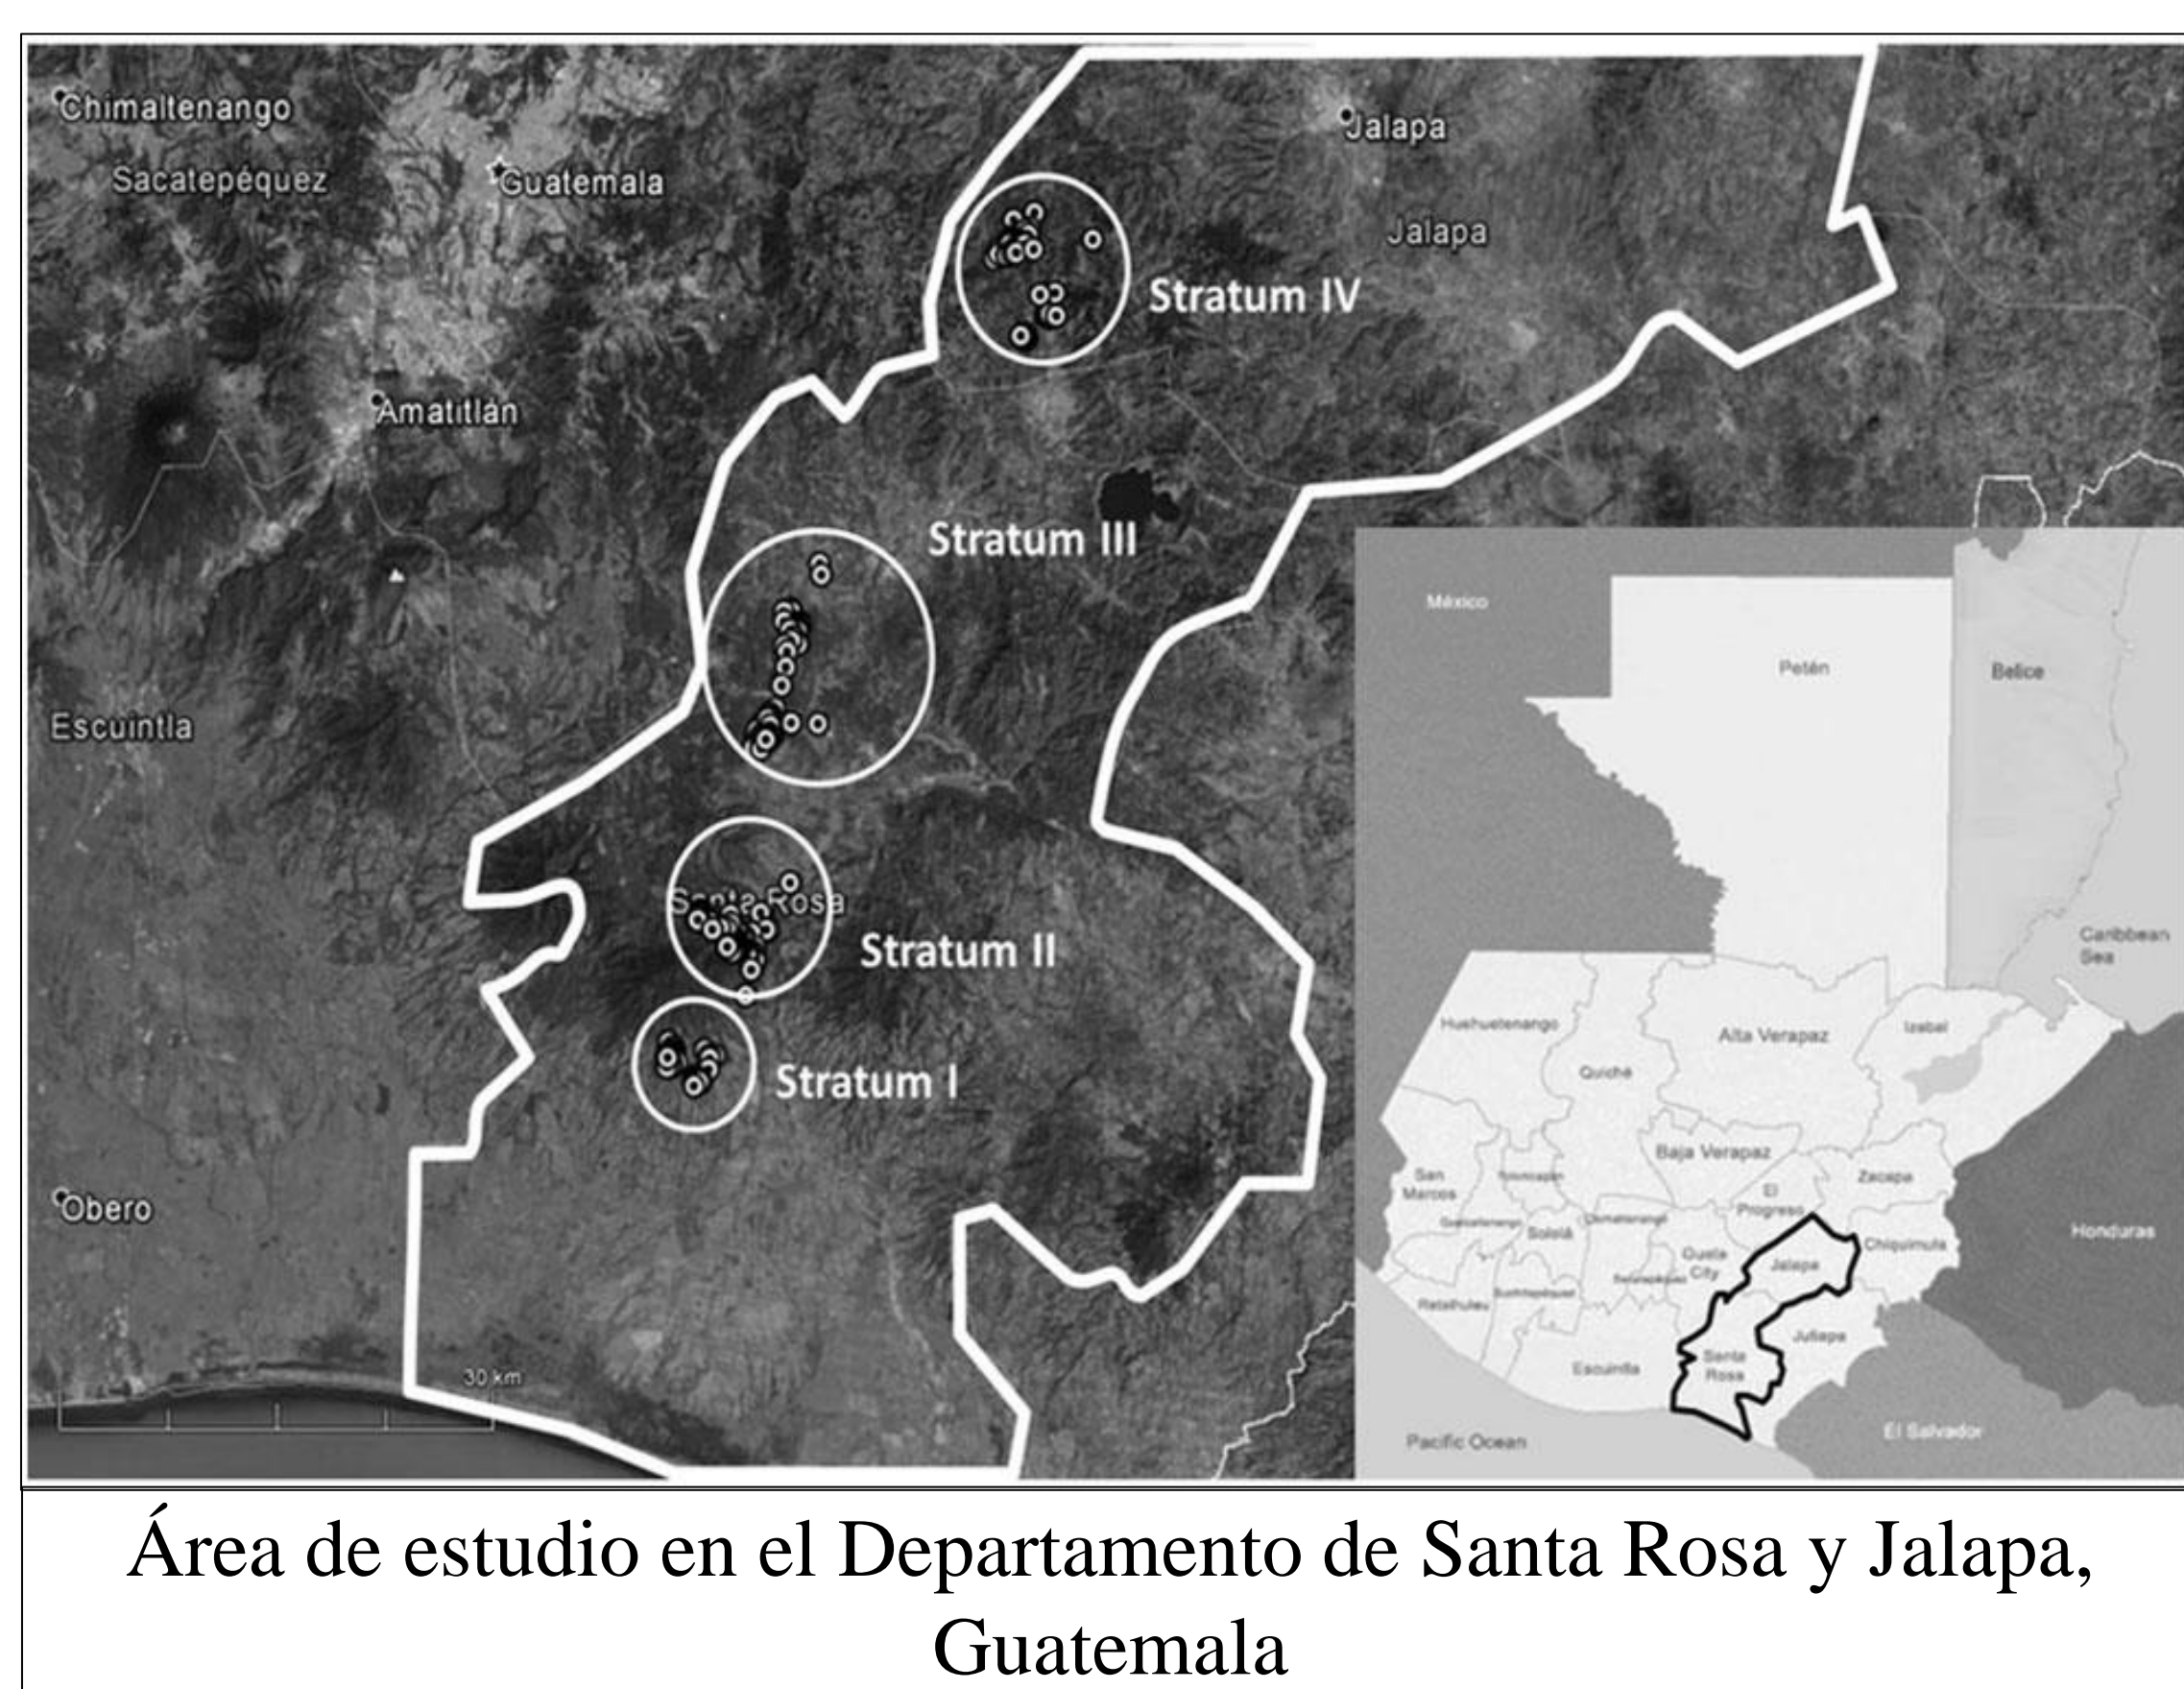 Chimaltenango
Sacatepéquez
Guatemala
Jalapa
Jalapa
Stratum IV
Amatitlán
Stratum III
Escuintla
Santa Rosa
Stratum II
Stratum I
Obero
30 km
México
Petén
Belice
Caribbean
Sea
Huehuetenango
Alta Verapaz
Izabal
Quiché
Baja Verapaz
San
Marcos
Zacapa
El
Progreso
Sololá
Guate
City
Jalapa
Chiquimula
Honduras
Retalhuleu
Jutiapa
Escuintla
Santa
Rosa
Pacific Ocean
El Salvador
Área de estudio en el Departamento de Santa Rosa y Jalapa,
Guatemala